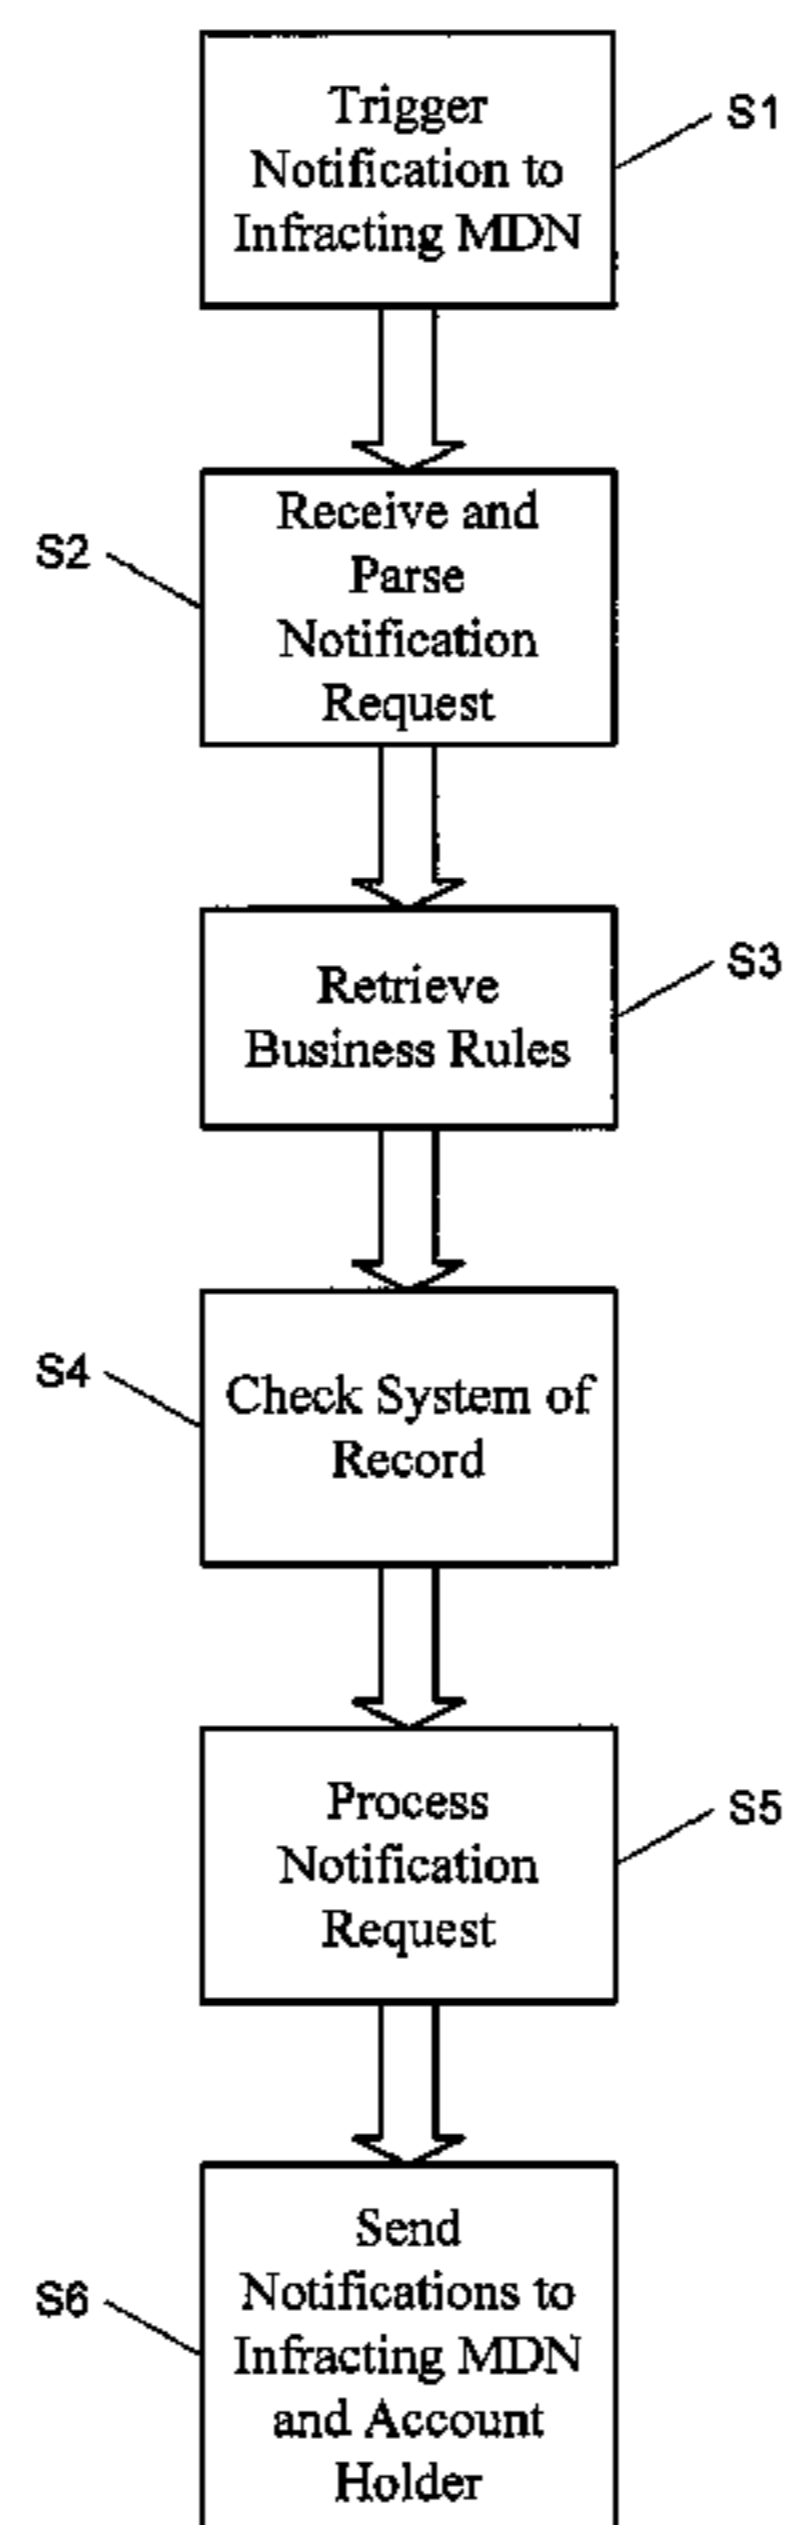 Trigger
Notification to
Infracting MDN
S1
Receive and
Parse
Notification
Request
S2
Retrieve
Business Rules
S3
Check System of
Record
S4
Process
Notification
Request
S5
Send
Notifications to
Infracting MDN
and Account
Holder
S6